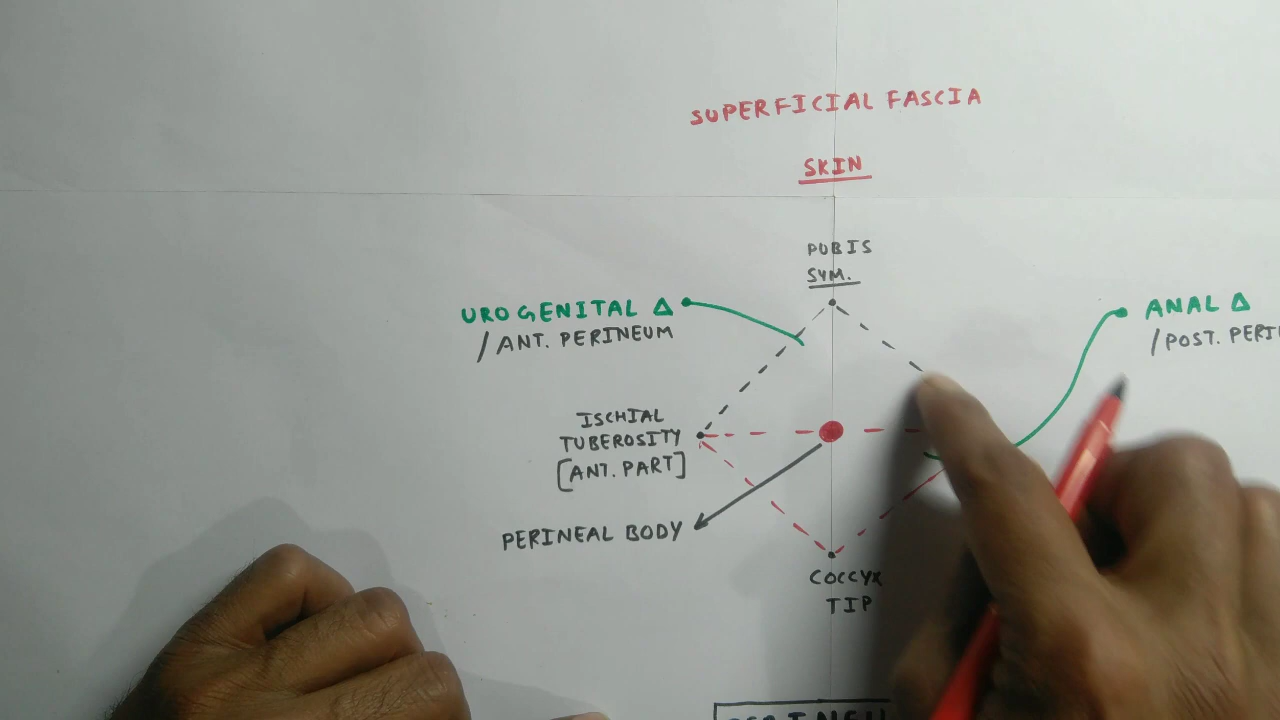 SUPERFICIAL FASCIA
SKIN
PUBIS
SYM.
UROGENITAL Δ
/ANT. PERINEUM
ANAL Δ
/POST. PERI
ISCHIAL
TUBEROSITY
[ANT. PART]
PERINEAL BODY
COCCYX
TIP